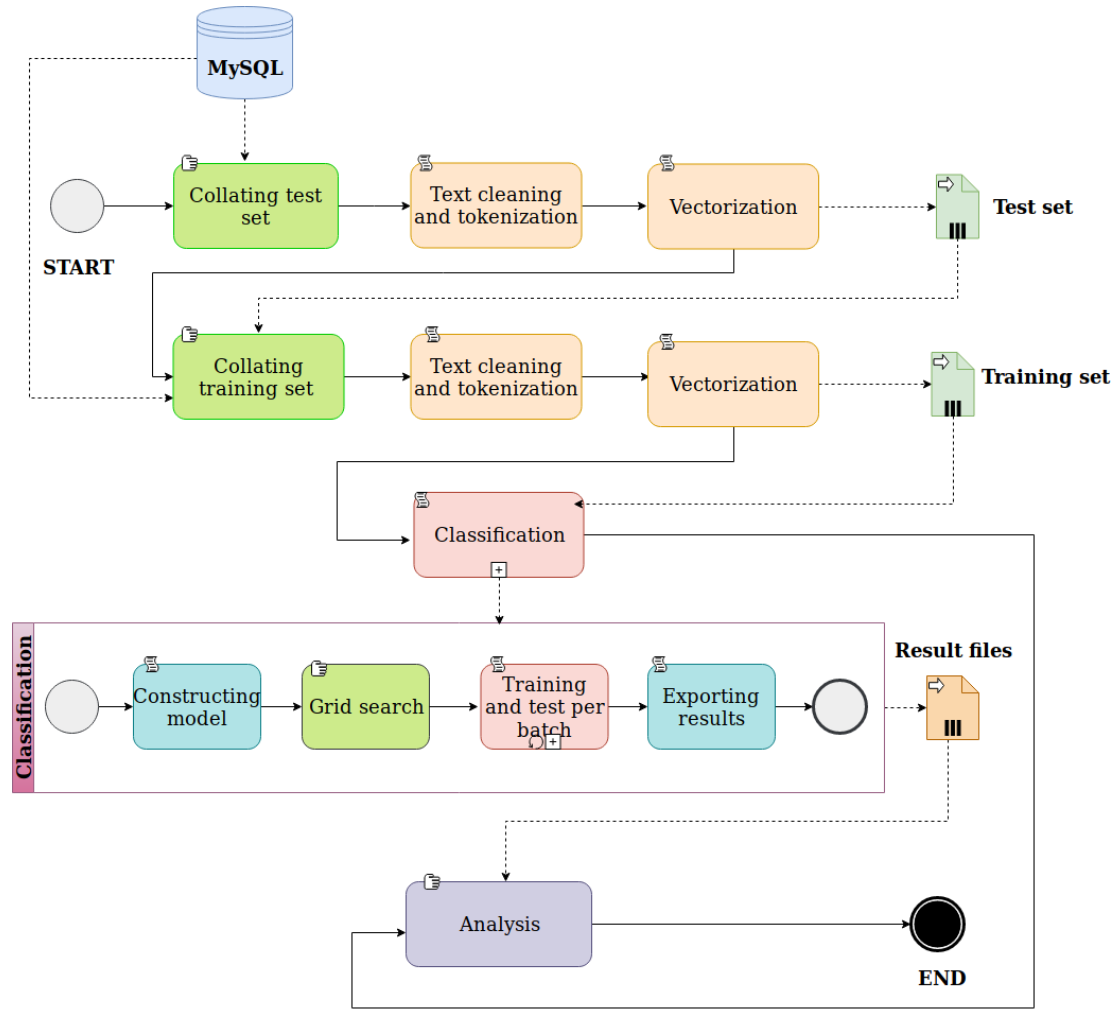 MySQL
Collating test
set
Text cleaning
and tokenization
Vectorization
Test set
START
Collating
training set
Text cleaning
and tokenization
Vectorization
Training set
Classification
+
Classification
Constructing
model
Grid search
Training
and test per
batch
+
Exporting
results
Result files
Analysis
END